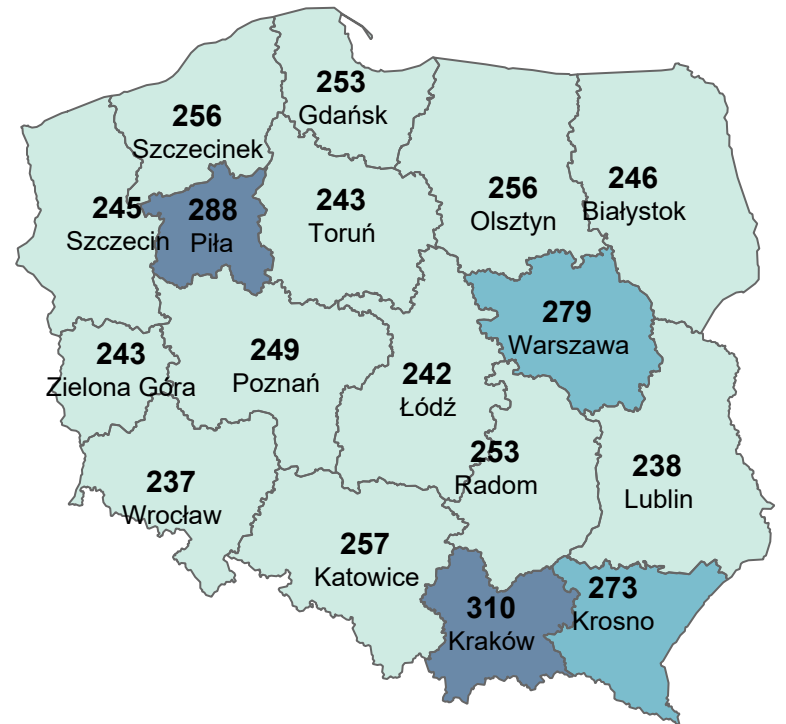 253
Gdańsk
256
Szczecinek
256
Olsztyn
246
Białystok
245
Szczecin
288
Piła
243
Toruń
279
Warszawa
243
Zielona Góra
249
Poznań
242
Łódź
253
Radom
238
Lublin
237
Wrocław
257
Katowice
310
Kraków
273
Krosno